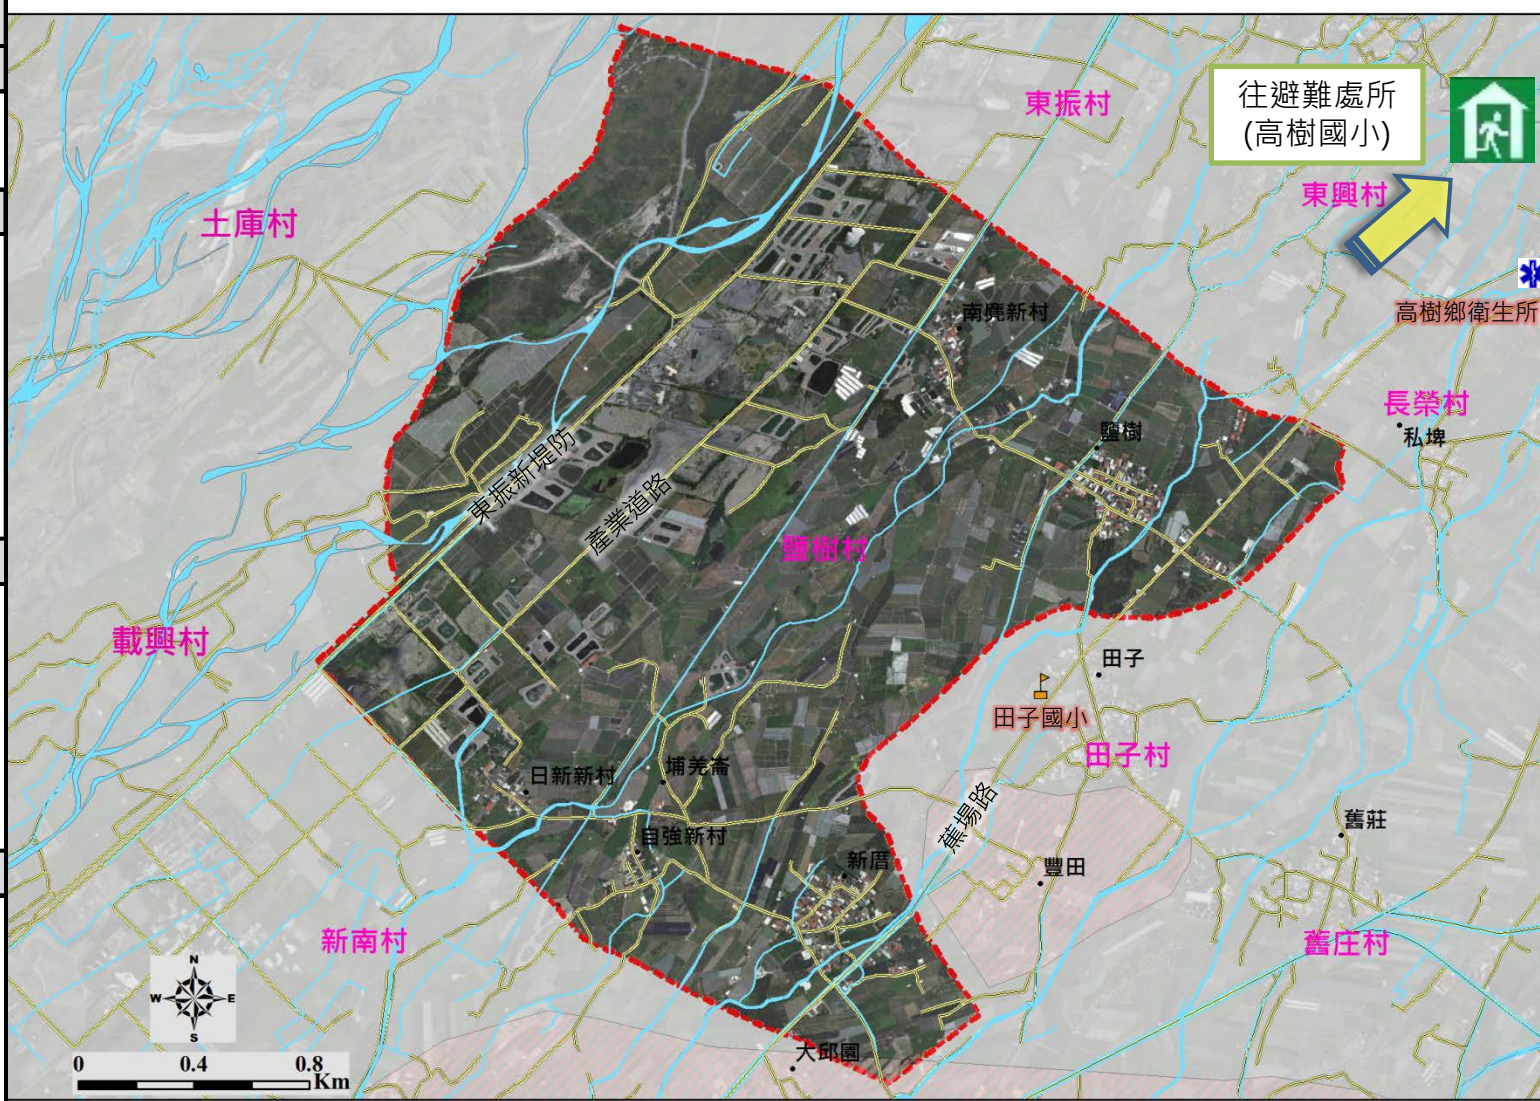 東振村
往避難處所
(高樹國小)
東興村
土庫村
高樹鄉衛生所
南麂新村
長榮村
私埤
鹽樹
東振新堤防
產業道路
鹽樹村
載興村
田子
田子國小
田子村
日新新村
埔羌崙
蕉場路
舊莊
自強新村
新厝
豐田
新南村
舊庄村
N
W
E
S
大邱園
0
0.4
0.8
Km